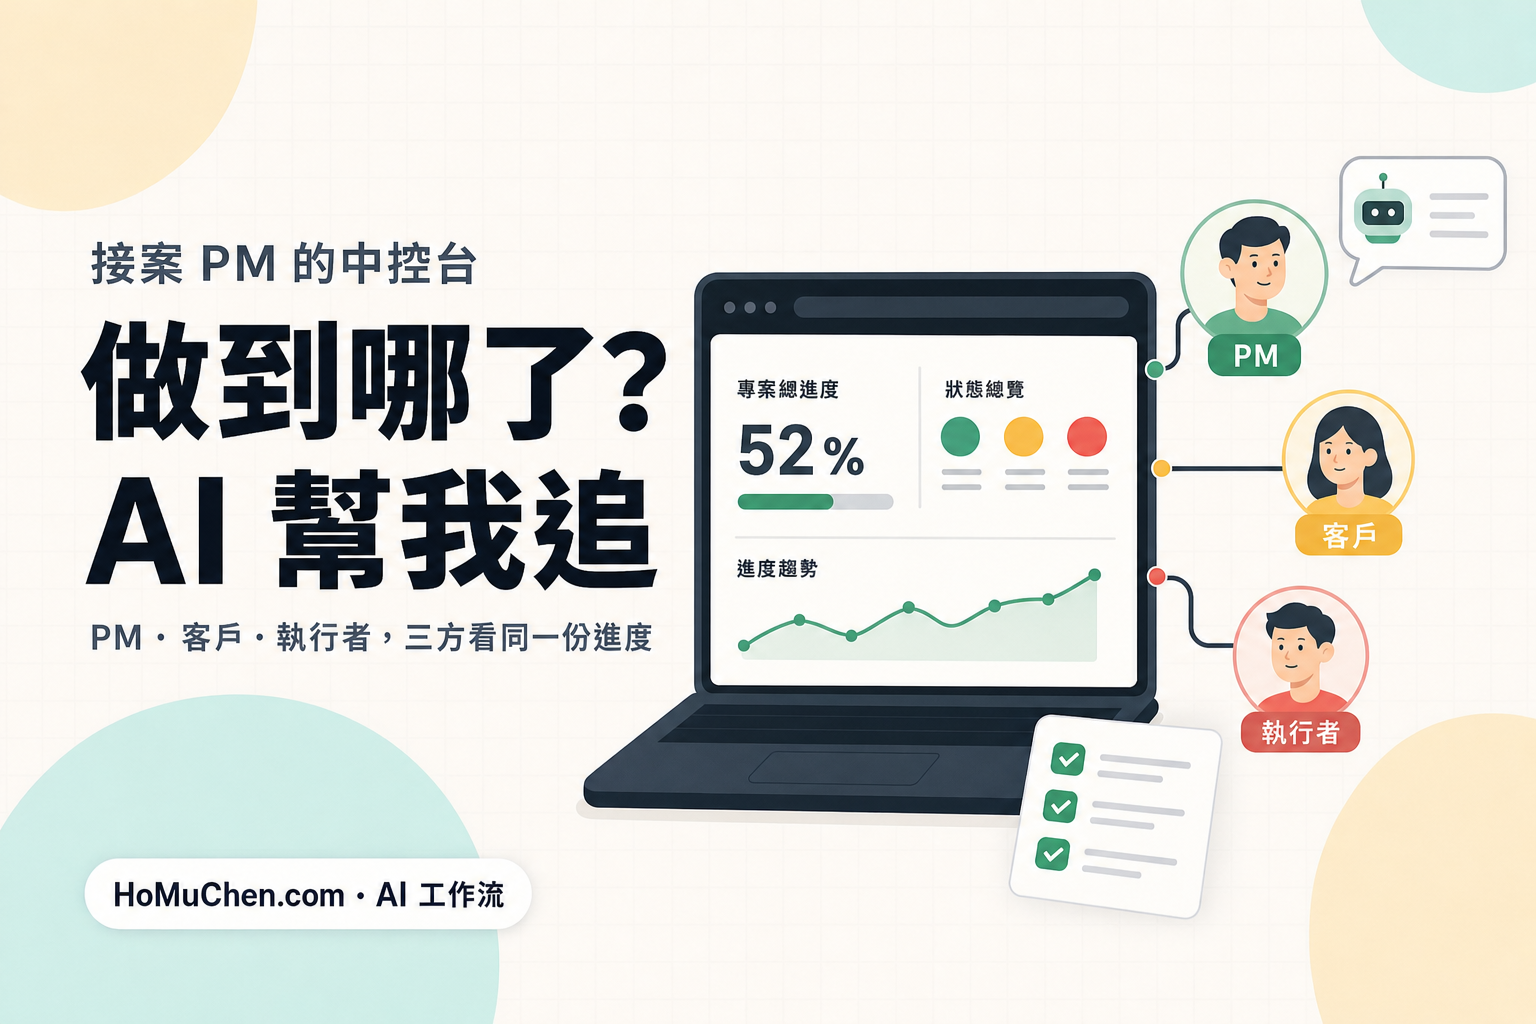 接案 PM 的中控台
做到哪了?
AI 幫我追
PM・客戶・執行者，三方看同一份進度
HoMuChen.com・AI 工作流
專案總進度
52%
狀態總覽
進度趨勢
PM
客戶
執行者